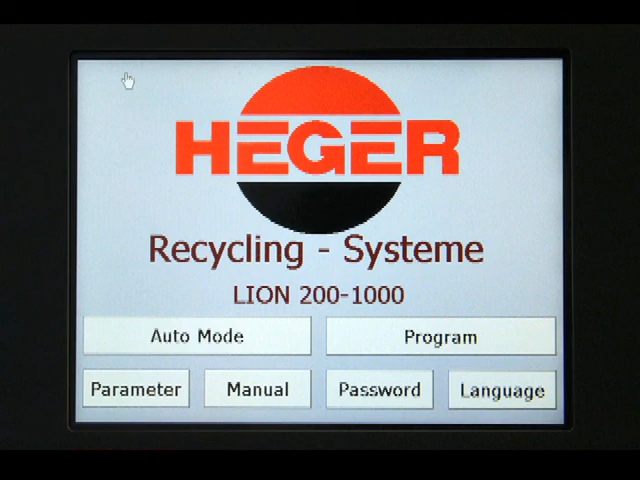 HEGER
Recycling - Systeme
LION 200-1000
Auto Mode
Program
Parameter
Manual
Password
Language